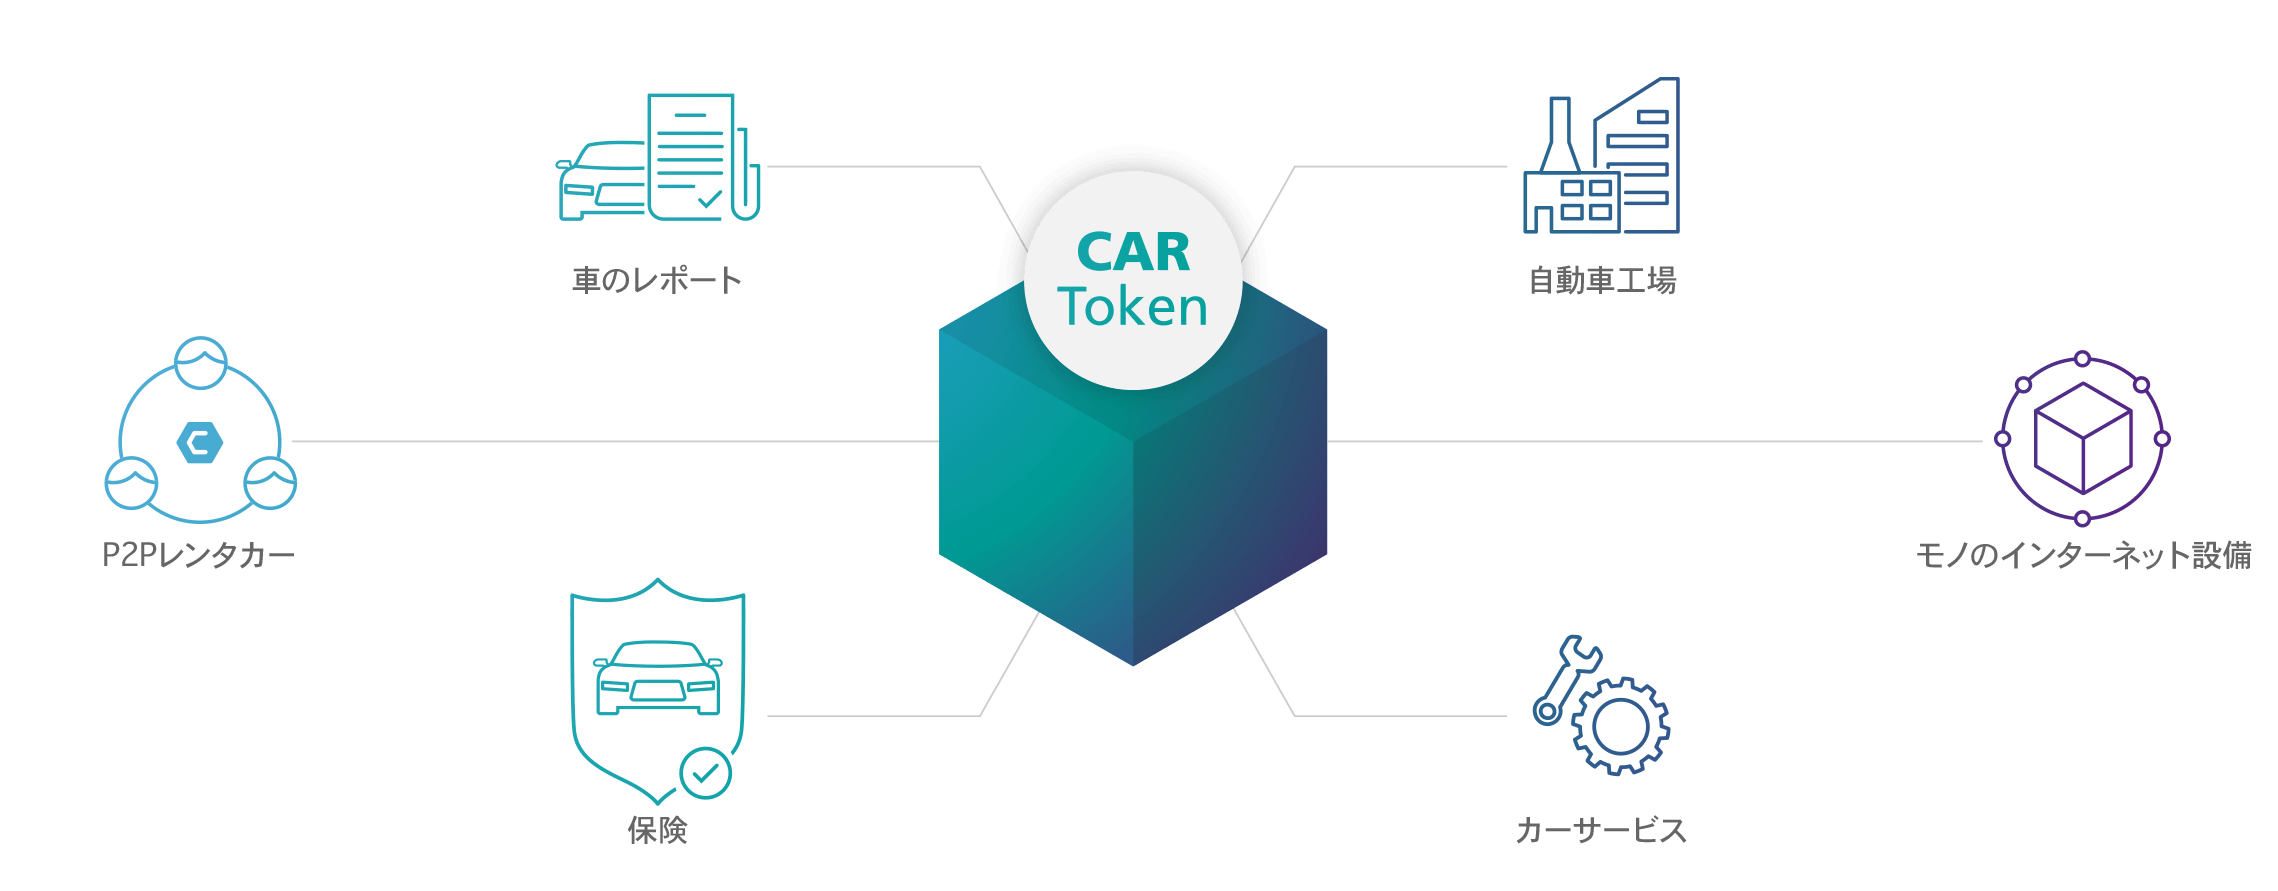 車のレポート
自動車工場
CAR
Token
P2Pレンタカー
モノのインターネット設備
保険
カーサービス